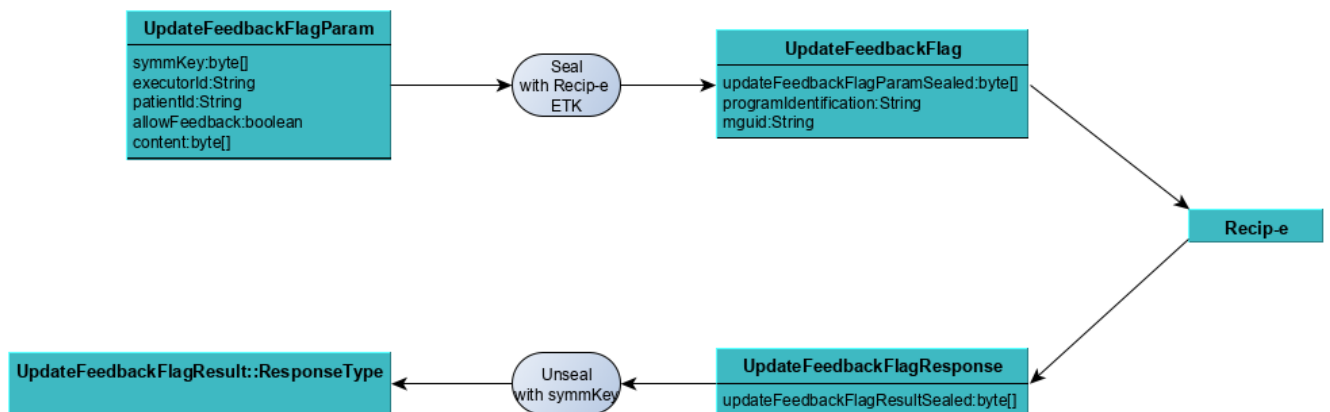 UpdateFeedbackFlagParam
symmKey:byte[]
executorId:String
patientId:String
allowFeedback:boolean
content:byte[]
Seal
with Recip-e
ETK
UpdateFeedbackFlag
updateFeedbackFlagParamSealed:byte[]
programIdentification:String
mguid:String
Recip-e
UpdateFeedbackFlagResult::ResponseType
Unseal
with symmKey
UpdateFeedbackFlagResponse
updateFeedbackFlagResultSealed:byte[]